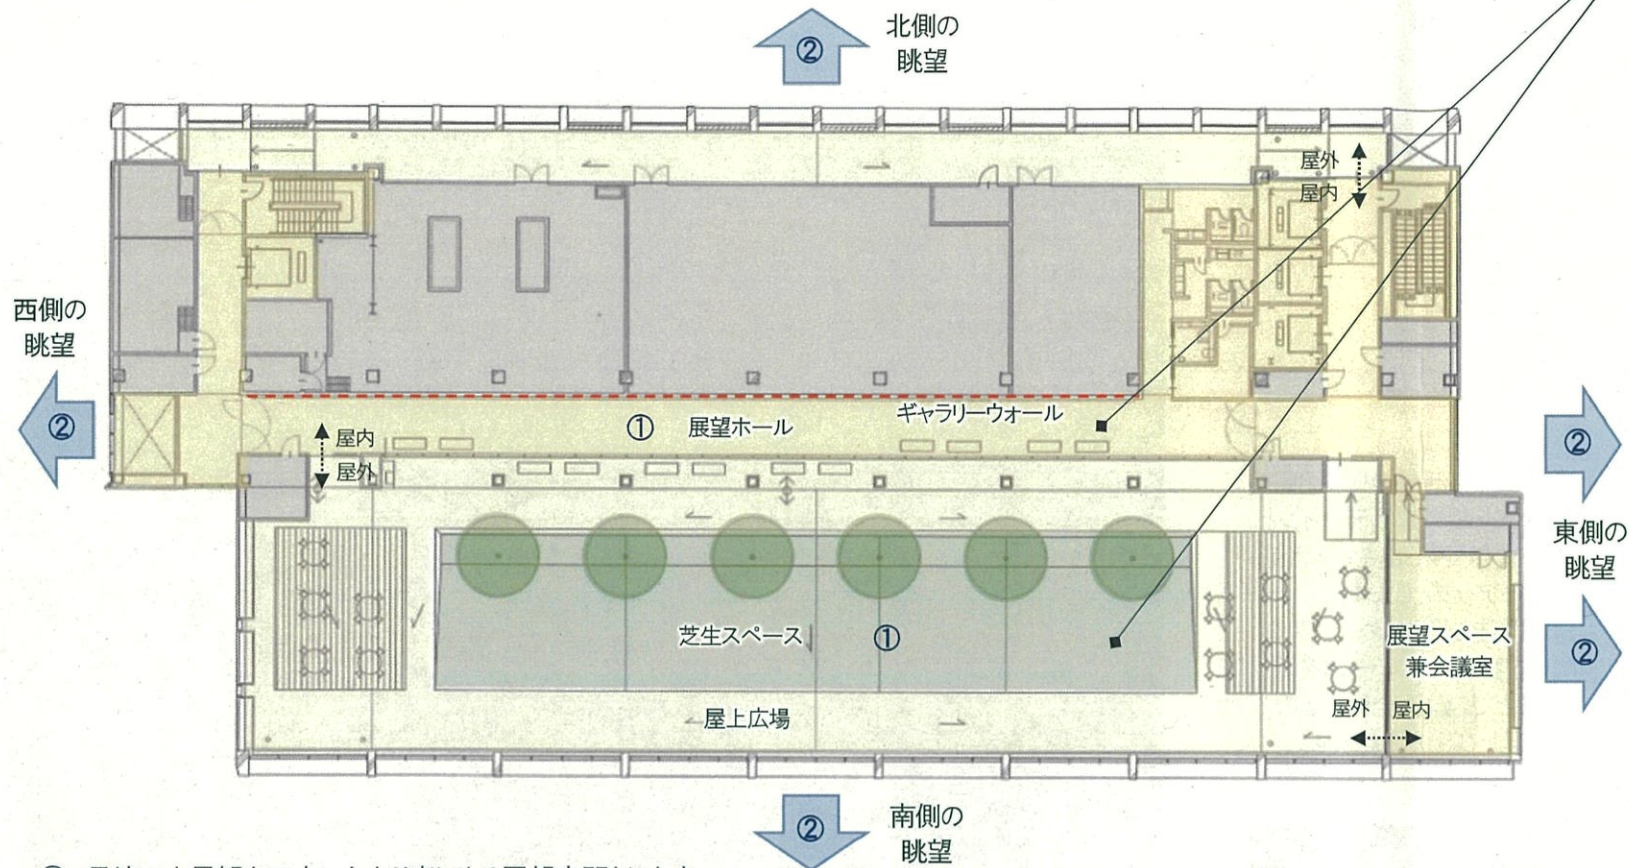 ②
北側の
眺望
屋外
屋内
西側の
眺望
②
ギャラリーウォール
① 展望ホール
屋内
屋外
②
東側の
眺望
芝生スペース ①
展望スペース
兼会議室
②
屋上広場
屋外 屋内
②
南側の
眺望